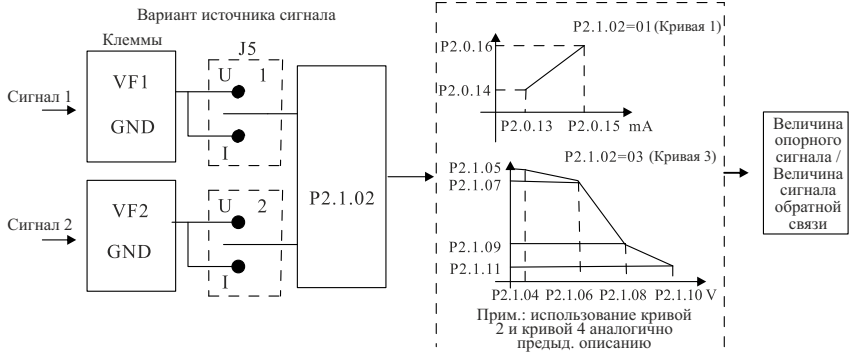 Вариант источника сигнала
Клеммы
J5
Сигнал 1
VF1
GND
U 1
I
Сигнал 2
VF2
GND
U 2
I
P2.1.02
P2.1.02=01(Кривая 1)
P2.0.16
P2.0.14
P2.0.13 P2.0.15 mA
P2.1.02=03 (Кривая 3)
P2.1.05
P2.1.07
P2.1.09
P2.1.11
P2.1.04 P2.1.06 P2.1.08 P2.1.10 V
Прим.: использование кривой
2 и кривой 4 аналогично
предыд. описанию
Величина
опорного
сигнала /
Величина
сигнала
обратной
связи